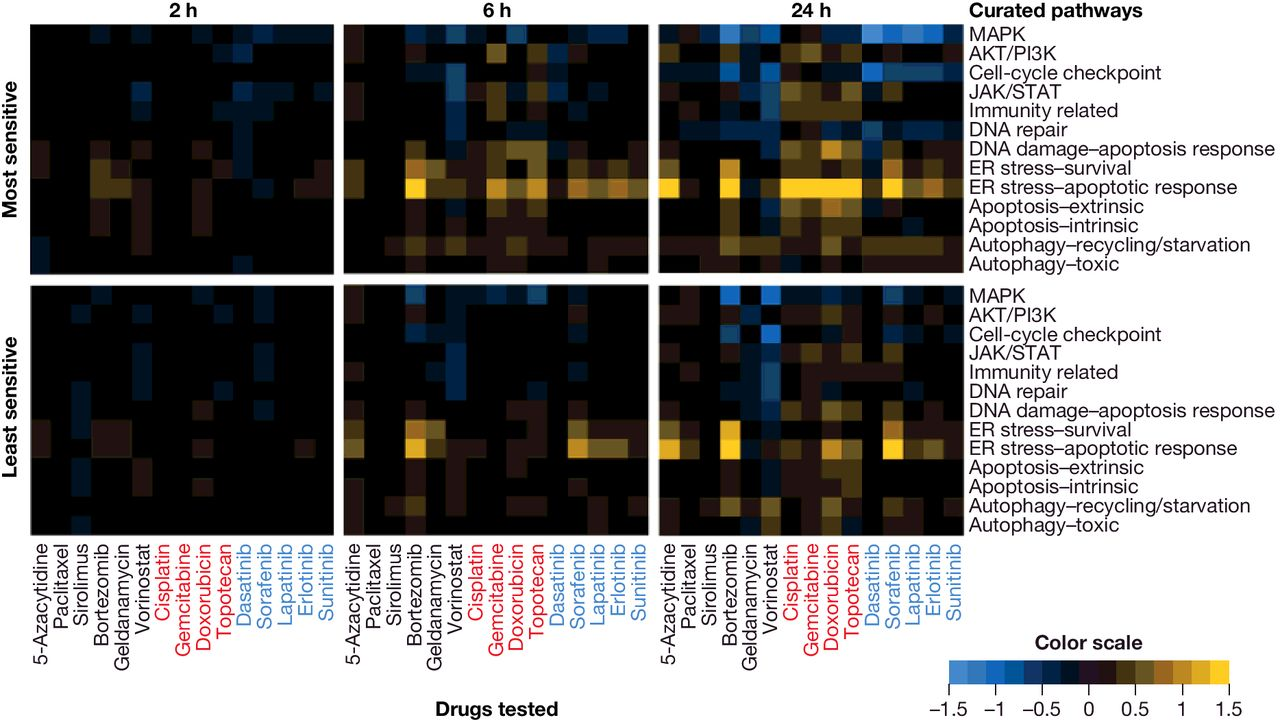 2 h 6 h 24 h Curated pathways
Most sensitive
MAPK
AKT/PI3K
Cell-cycle checkpoint
JAK/STAT
Immunity related
DNA repair
DNA damage–apoptosis response
ER stress–survival
ER stress–apoptotic response
Apoptosis–extrinsic
Apoptosis–intrinsic
Autophagy–recycling/starvation
Autophagy–toxic
Least sensitive
MAPK
AKT/PI3K
Cell-cycle checkpoint
JAK/STAT
Immunity related
DNA repair
DNA damage–apoptosis response
ER stress–survival
ER stress–apoptotic response
Apoptosis–extrinsic
Apoptosis–intrinsic
Autophagy–recycling/starvation
Autophagy–toxic
5-Azacytidine
Paclitaxel
Sirolimus
Bortezomib
Geldnamycin
Vorinostat
Cisplatin
Gemcitabine
Doxorubicin
Topotecan
Dasatinib
Sorafenib
Lapatinib
Erlotinib
Sunitinib
5-Azacytidine
Paclitaxel
Sirolimus
Bortezomib
Geldnamycin
Vorinostat
Cisplatin
Gemcitabine
Doxorubicin
Topotecan
Dasatinib
Sorafenib
Lapatinib
Erlotinib
Sunitinib
5-Azacytidine
Paclitaxel
Sirolimus
Bortezomib
Geldnamycin
Vorinostat
Cisplatin
Gemcitabine
Doxorubicin
Topotecan
Dasatinib
Sorafenib
Lapatinib
Erlotinib
Sunitinib
Drugs tested
Color scale
−1.5 −1 −0.5 0 0.5 1 1.5